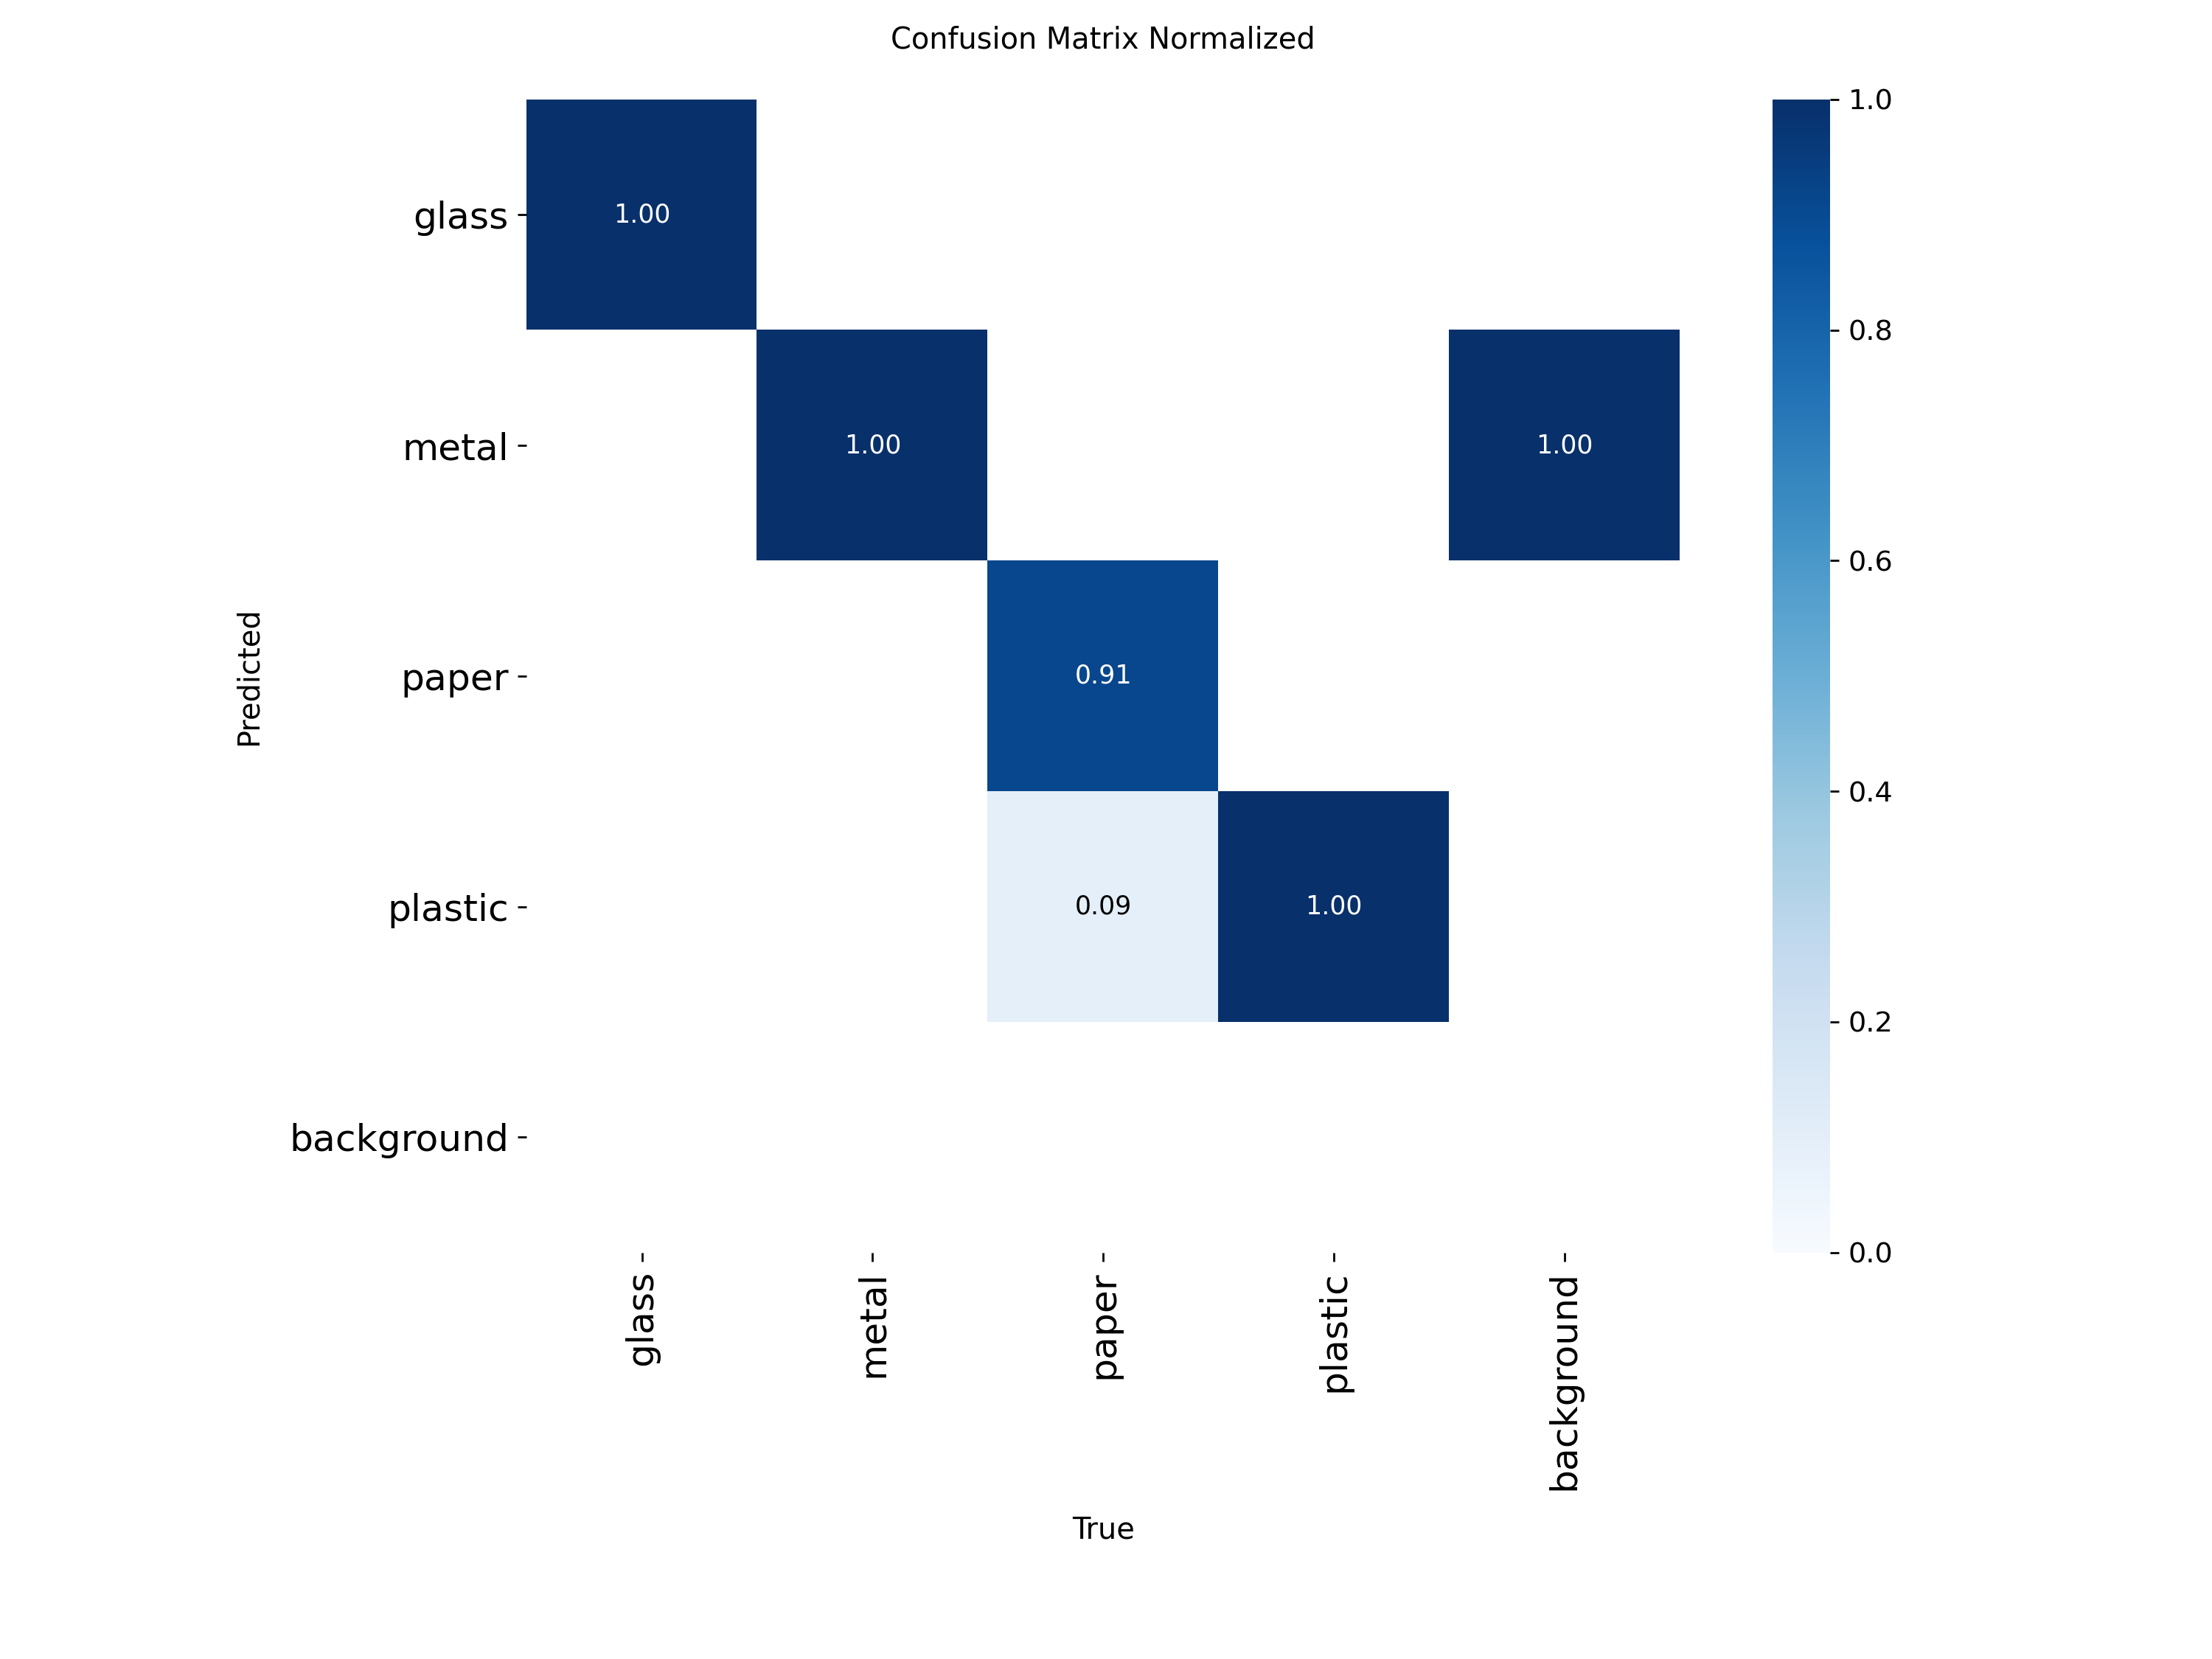 Confusion Matrix Normalized
1.0
glass
1.00
0.8
metal
1.00
1.00
0.6
Predicted
paper
0.91
0.4
plastic
0.09
1.00
0.2
background
0.0
glass
metal
paper
plastic
background
True